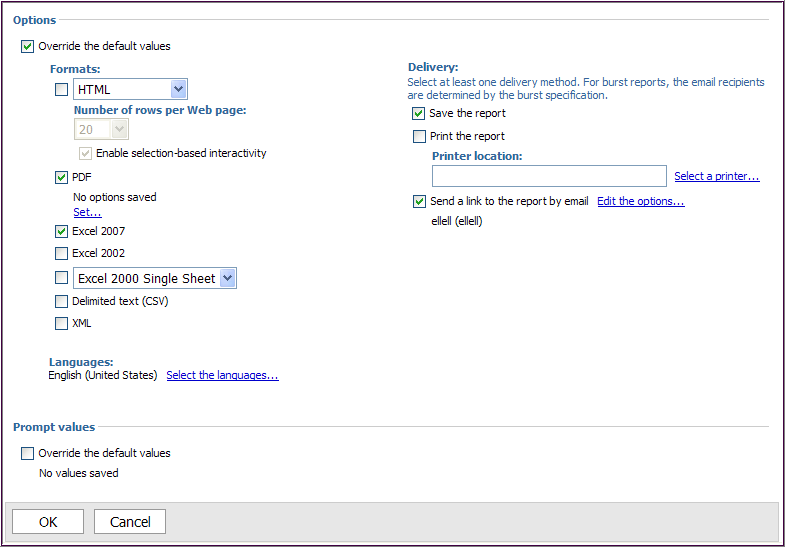 Options
Override the default values
Formats:
HTML
Number of rows per Web page:
20
Enable selection-based interactivity
PDF
No options saved
Set...
Excel 2007
Excel 2002
Excel 2000 Single Sheet
Delimited text (CSV)
XML
Languages:
English (United States) Select the languages...
Delivery:
Select at least one delivery method. For burst reports, the email recipients
are determined by the burst specification.
Save the report
Print the report
Printer location:
Select a printer...
Send a link to the report by email Edit the options...
ellell (ellell)
Prompt values
Override the default values
No values saved
OK Cancel